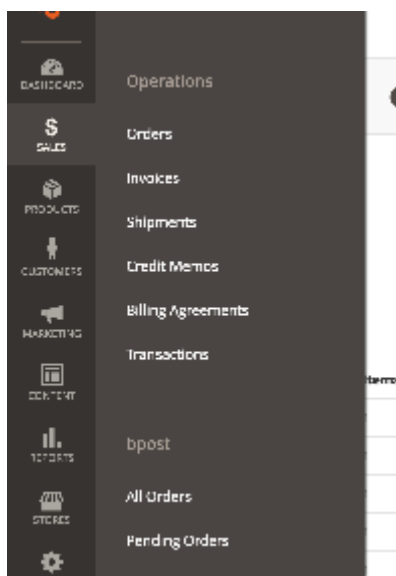 DASHBOARD
$
SALES
PRODUCTS
CUSTOMERS
MARKETING
CONTENT
REPORTS
STORES
Operations
Orders
Invoices
Shipments
Credit Memos
Billing Agreements
Transactions
bpost
All Orders
Pending Orders
Items